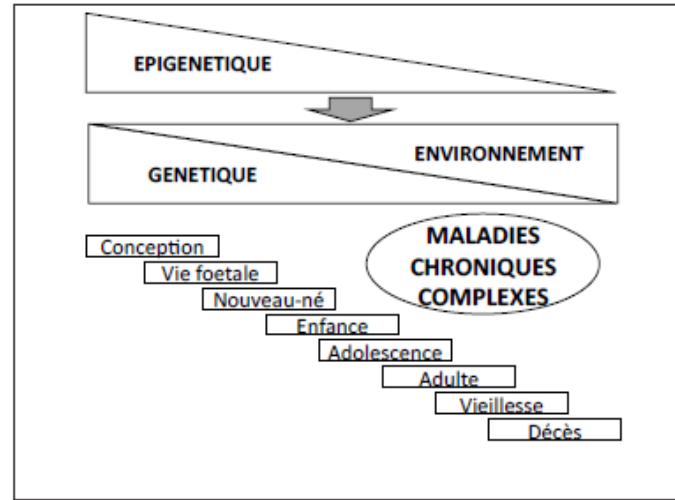 EPIGENETIQUE
ENVIRONNEMENT
GENETIQUE
MALADIES
CHRONIQUES
COMPLEXES
Conception
Vie foetale
Nouveau-né
Enfance
Adolescence
Adulte
Vieillesse
Décès